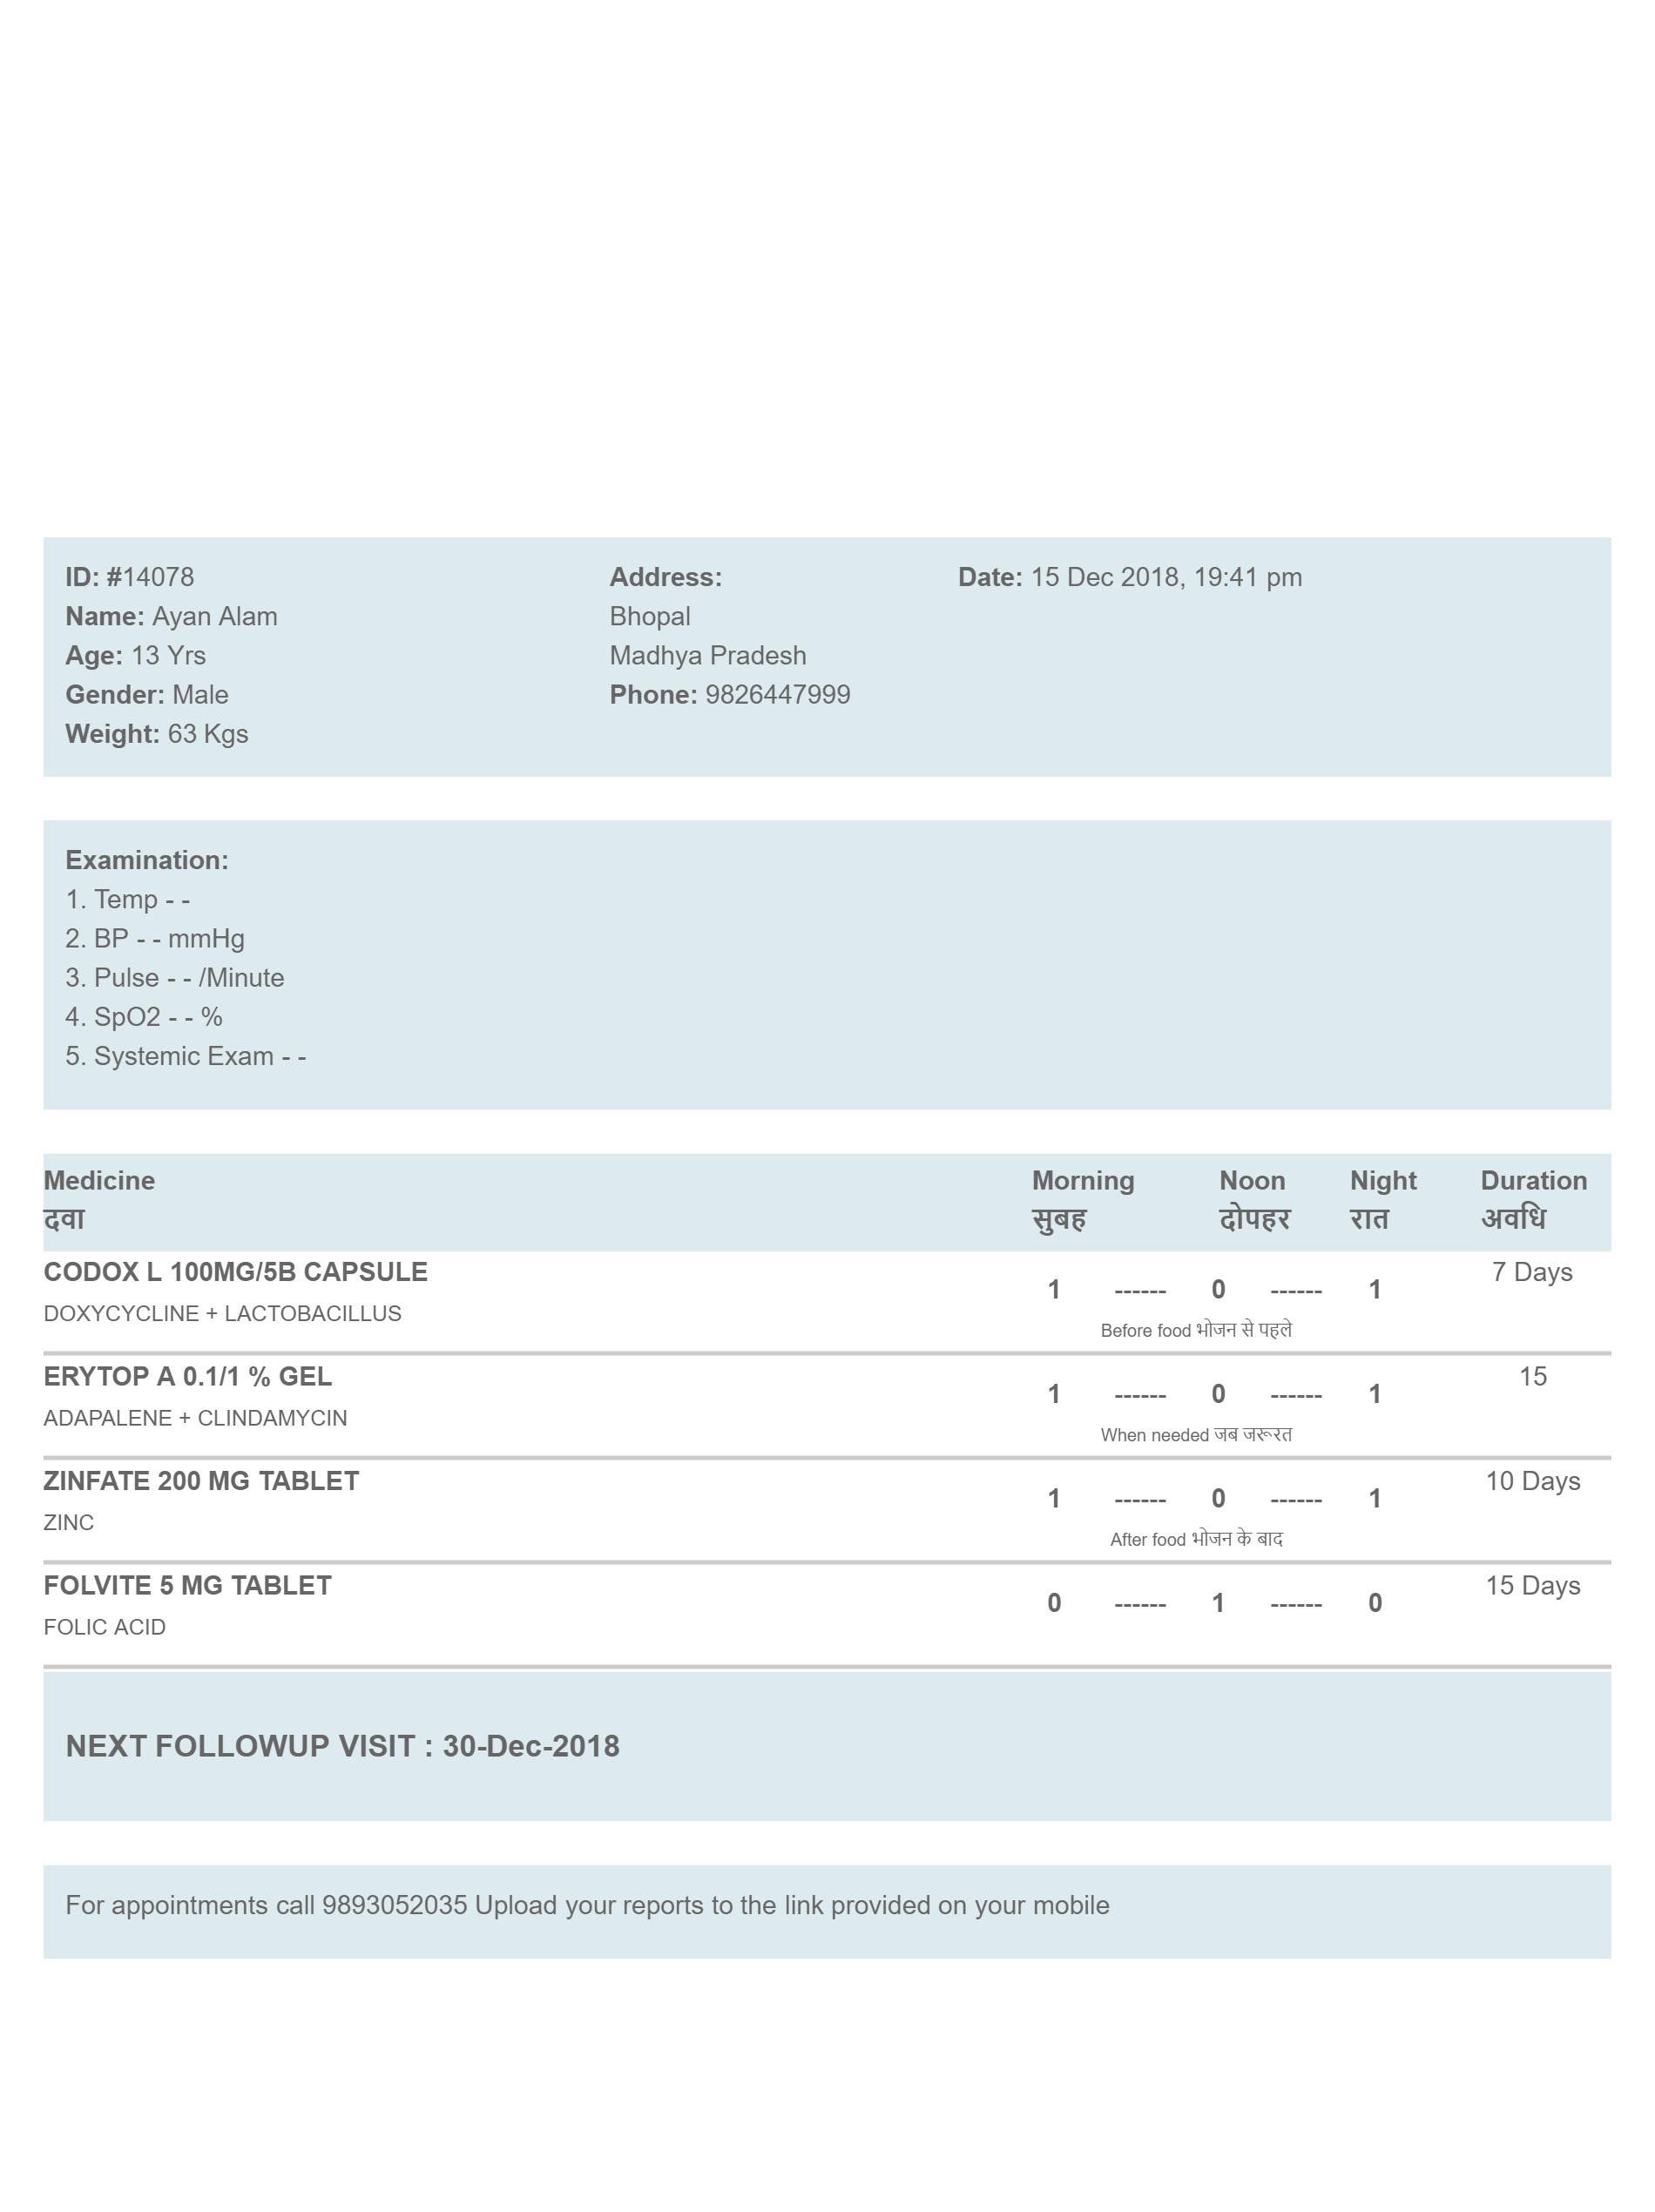 ID: #14078
Name: Ayan Alam
Age: 13 Yrs
Gender: Male
Weight: 63 Kgs
Address:
Bhopal
Madhya Pradesh
Phone: 9826447999
Date: 15 Dec 2018, 19:41 pm
Examination:
1. Temp - -
2. BP - - mmHg
3. Pulse - - /Minute
4. SpO2 - - %
5. Systemic Exam - -
Medicine Morning Noon Night Duration
दवा सुबह दोपहर रात अवधि
CODOX L 100MG/5B CAPSULE 7 Days
1 ------ 0 ------ 1
DOXYCYCLINE + LACTOBACILLUS
Before food भोजन से पहले
ERYTOP A 0.1/1 % GEL 15
1 ------ 0 ------ 1
ADAPALENE + CLINDAMYCIN
When needed जब जरूरत
ZINFATE 200 MG TABLET 10 Days
1 ------ 0 ------ 1
ZINC
After food भोजन के बाद
FOLVITE 5 MG TABLET 15 Days
0 ------ 1 ------ 0
FOLIC ACID
NEXT FOLLOWUP VISIT : 30-Dec-2018
For appointments call 9893052035 Upload your reports to the link provided on your mobile